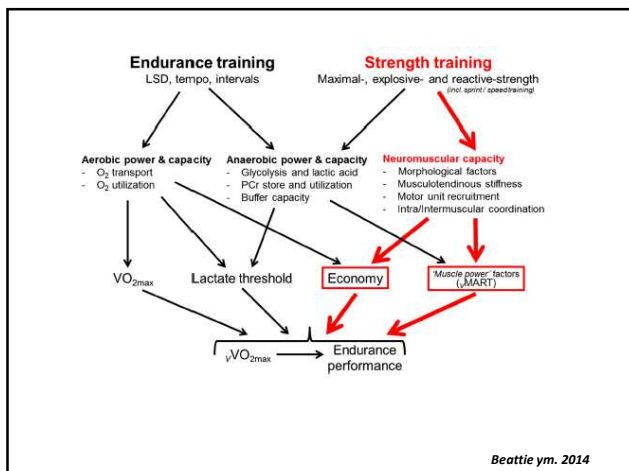 Endurance training
LSD, tempo, intervals
Strength training
Maximal-, explosive- and reactive-strength
(incl. sprint / speed training)
Aerobic power & capacity
- O₂ transport
- O₂ utilization
Anaerobic power & capacity
- Glycolysis and lactic acid
- PCr store and utilization
- Buffer capacity
Neuromuscular capacity
- Morphological factors
- Musculotendinous stiffness
- Motor unit recruitment
- Intra/Intermuscular coordination
VO₂max
Lactate threshold
Economy
'Muscle power' factors
(vMART)
vVO₂max
Endurance
performance
Beattie ym. 2014